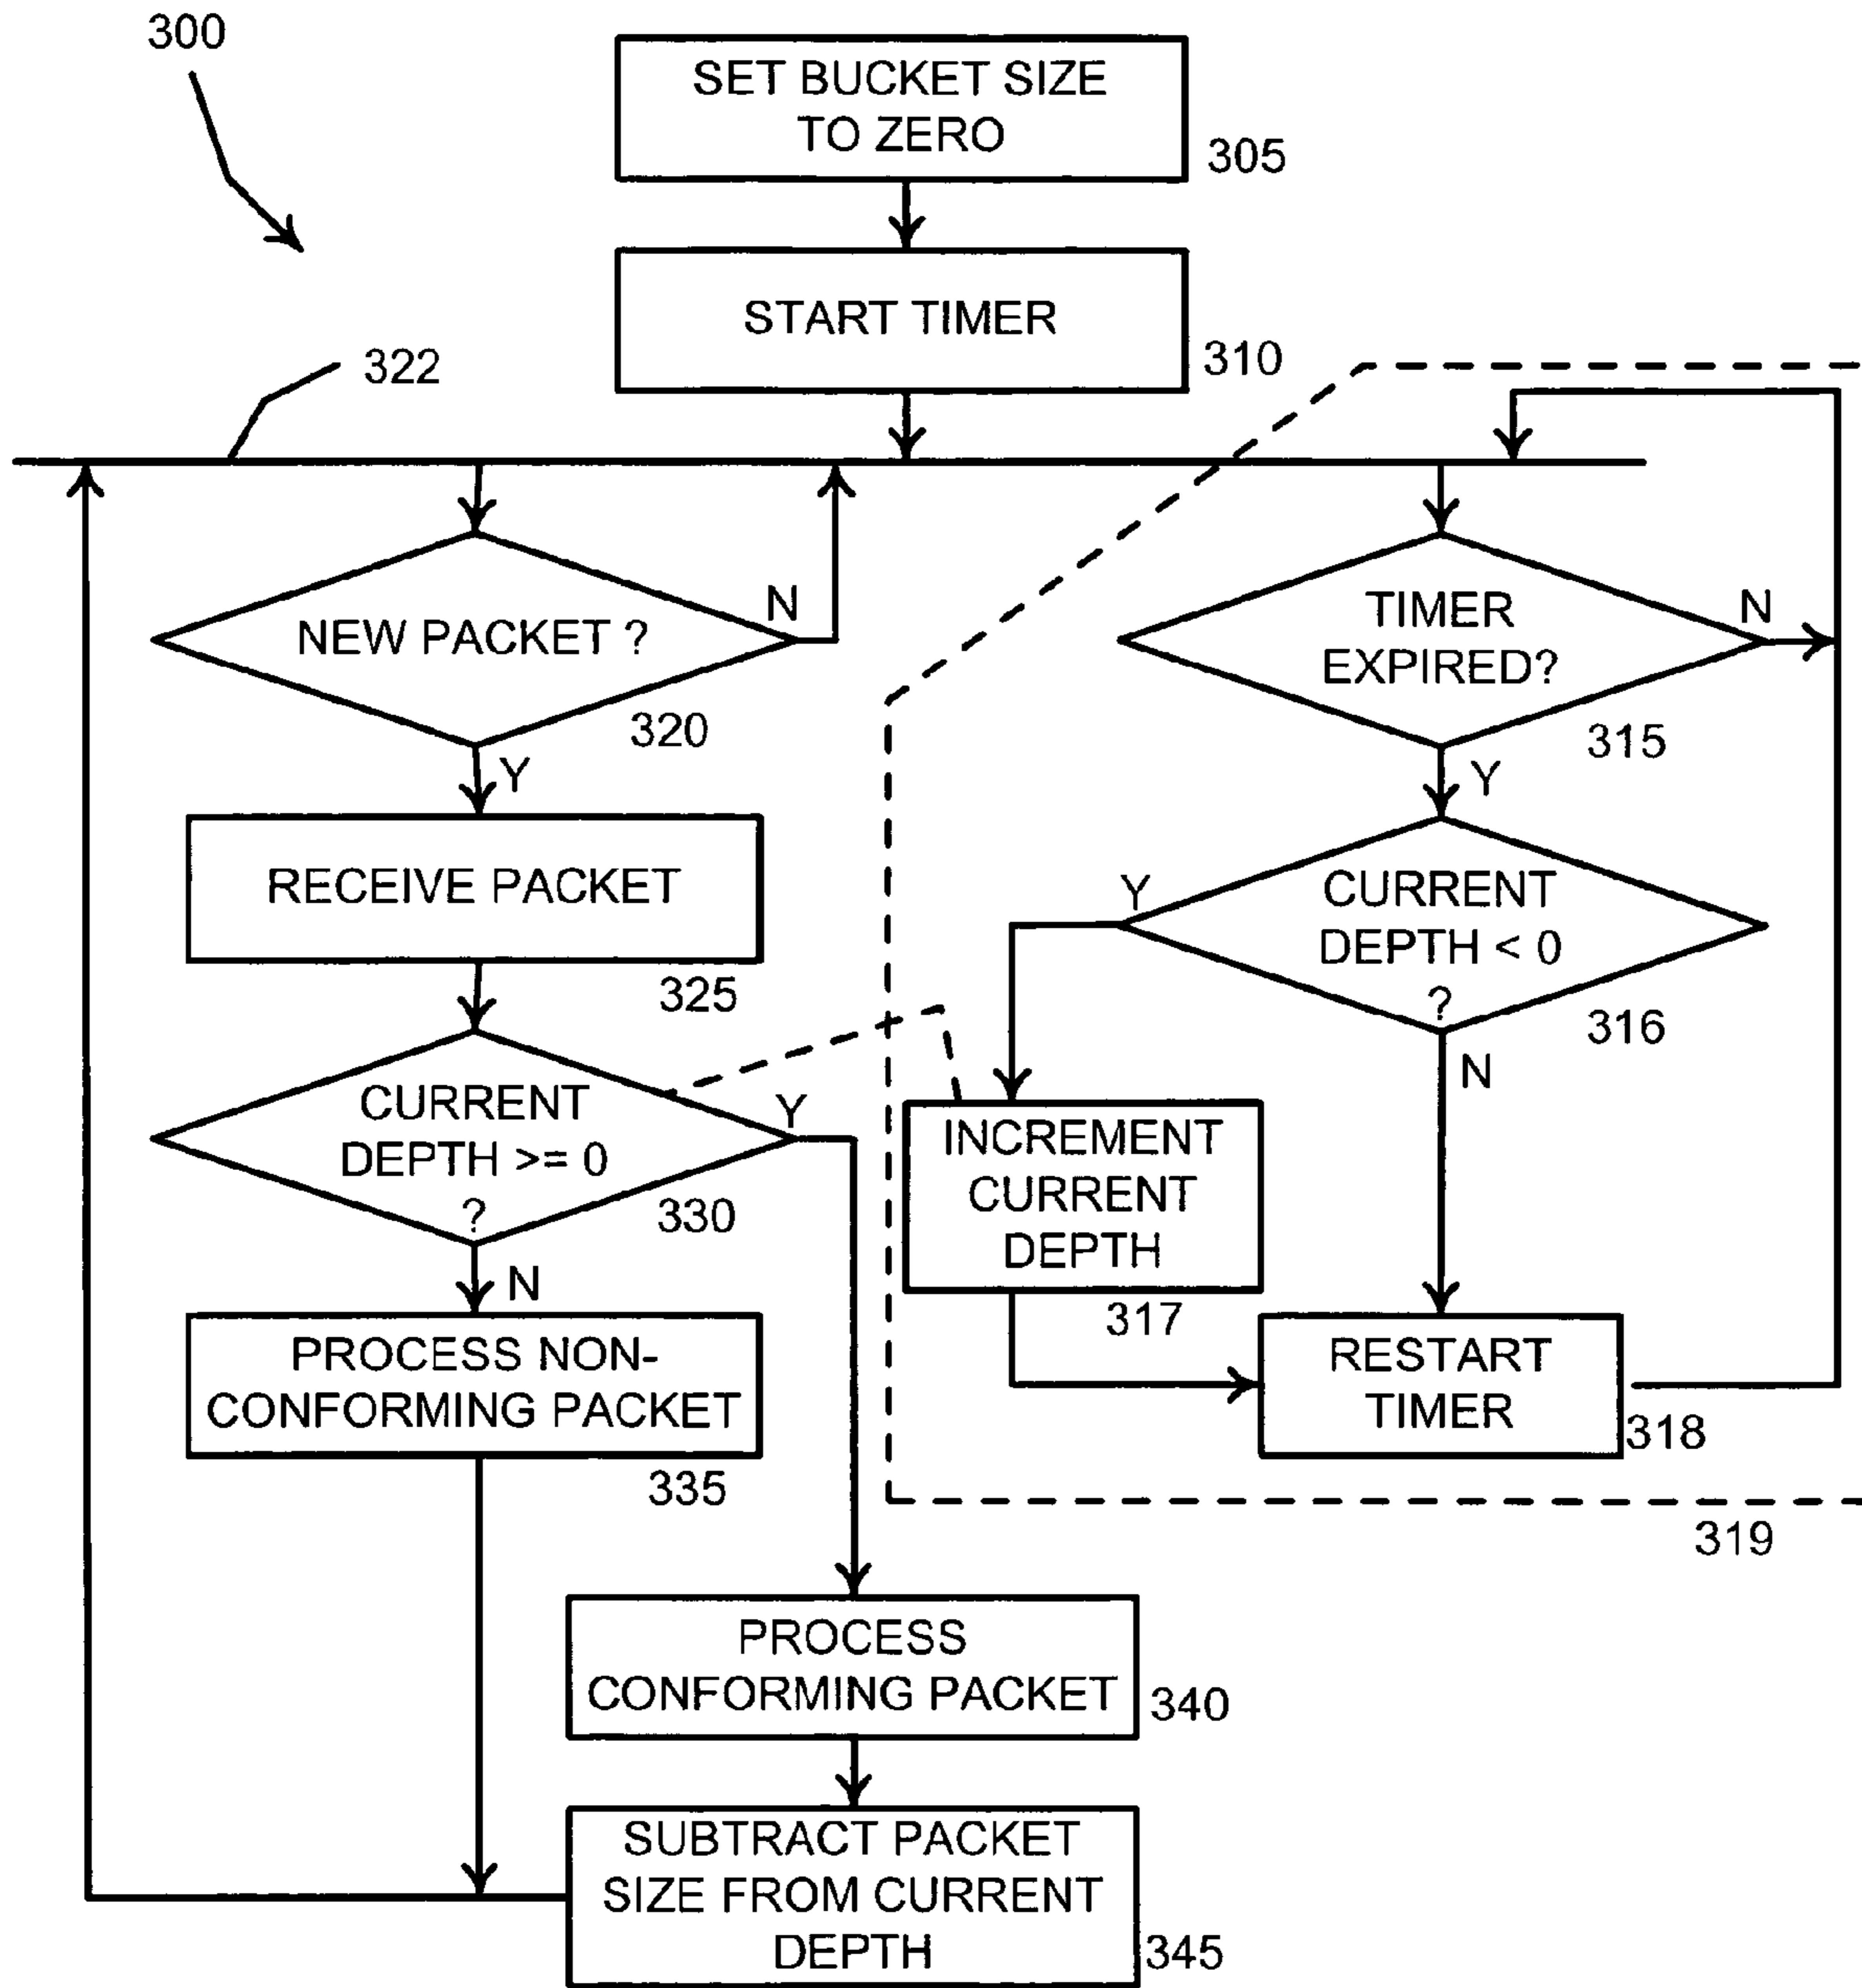 300
SET BUCKET SIZE
TO ZERO
305
START TIMER
310
322
NEW PACKET ?
N
320
Y
TIMER
EXPIRED?
N
315
Y
RECEIVE PACKET
325
CURRENT
DEPTH < 0
?
Y
316
N
CURRENT
DEPTH >= 0
?
Y
330
N
INCREMENT
CURRENT
DEPTH
317
PROCESS NON-
CONFORMING PACKET
335
RESTART
TIMER
318
319
PROCESS
CONFORMING PACKET
340
SUBTRACT PACKET
SIZE FROM CURRENT
DEPTH
345